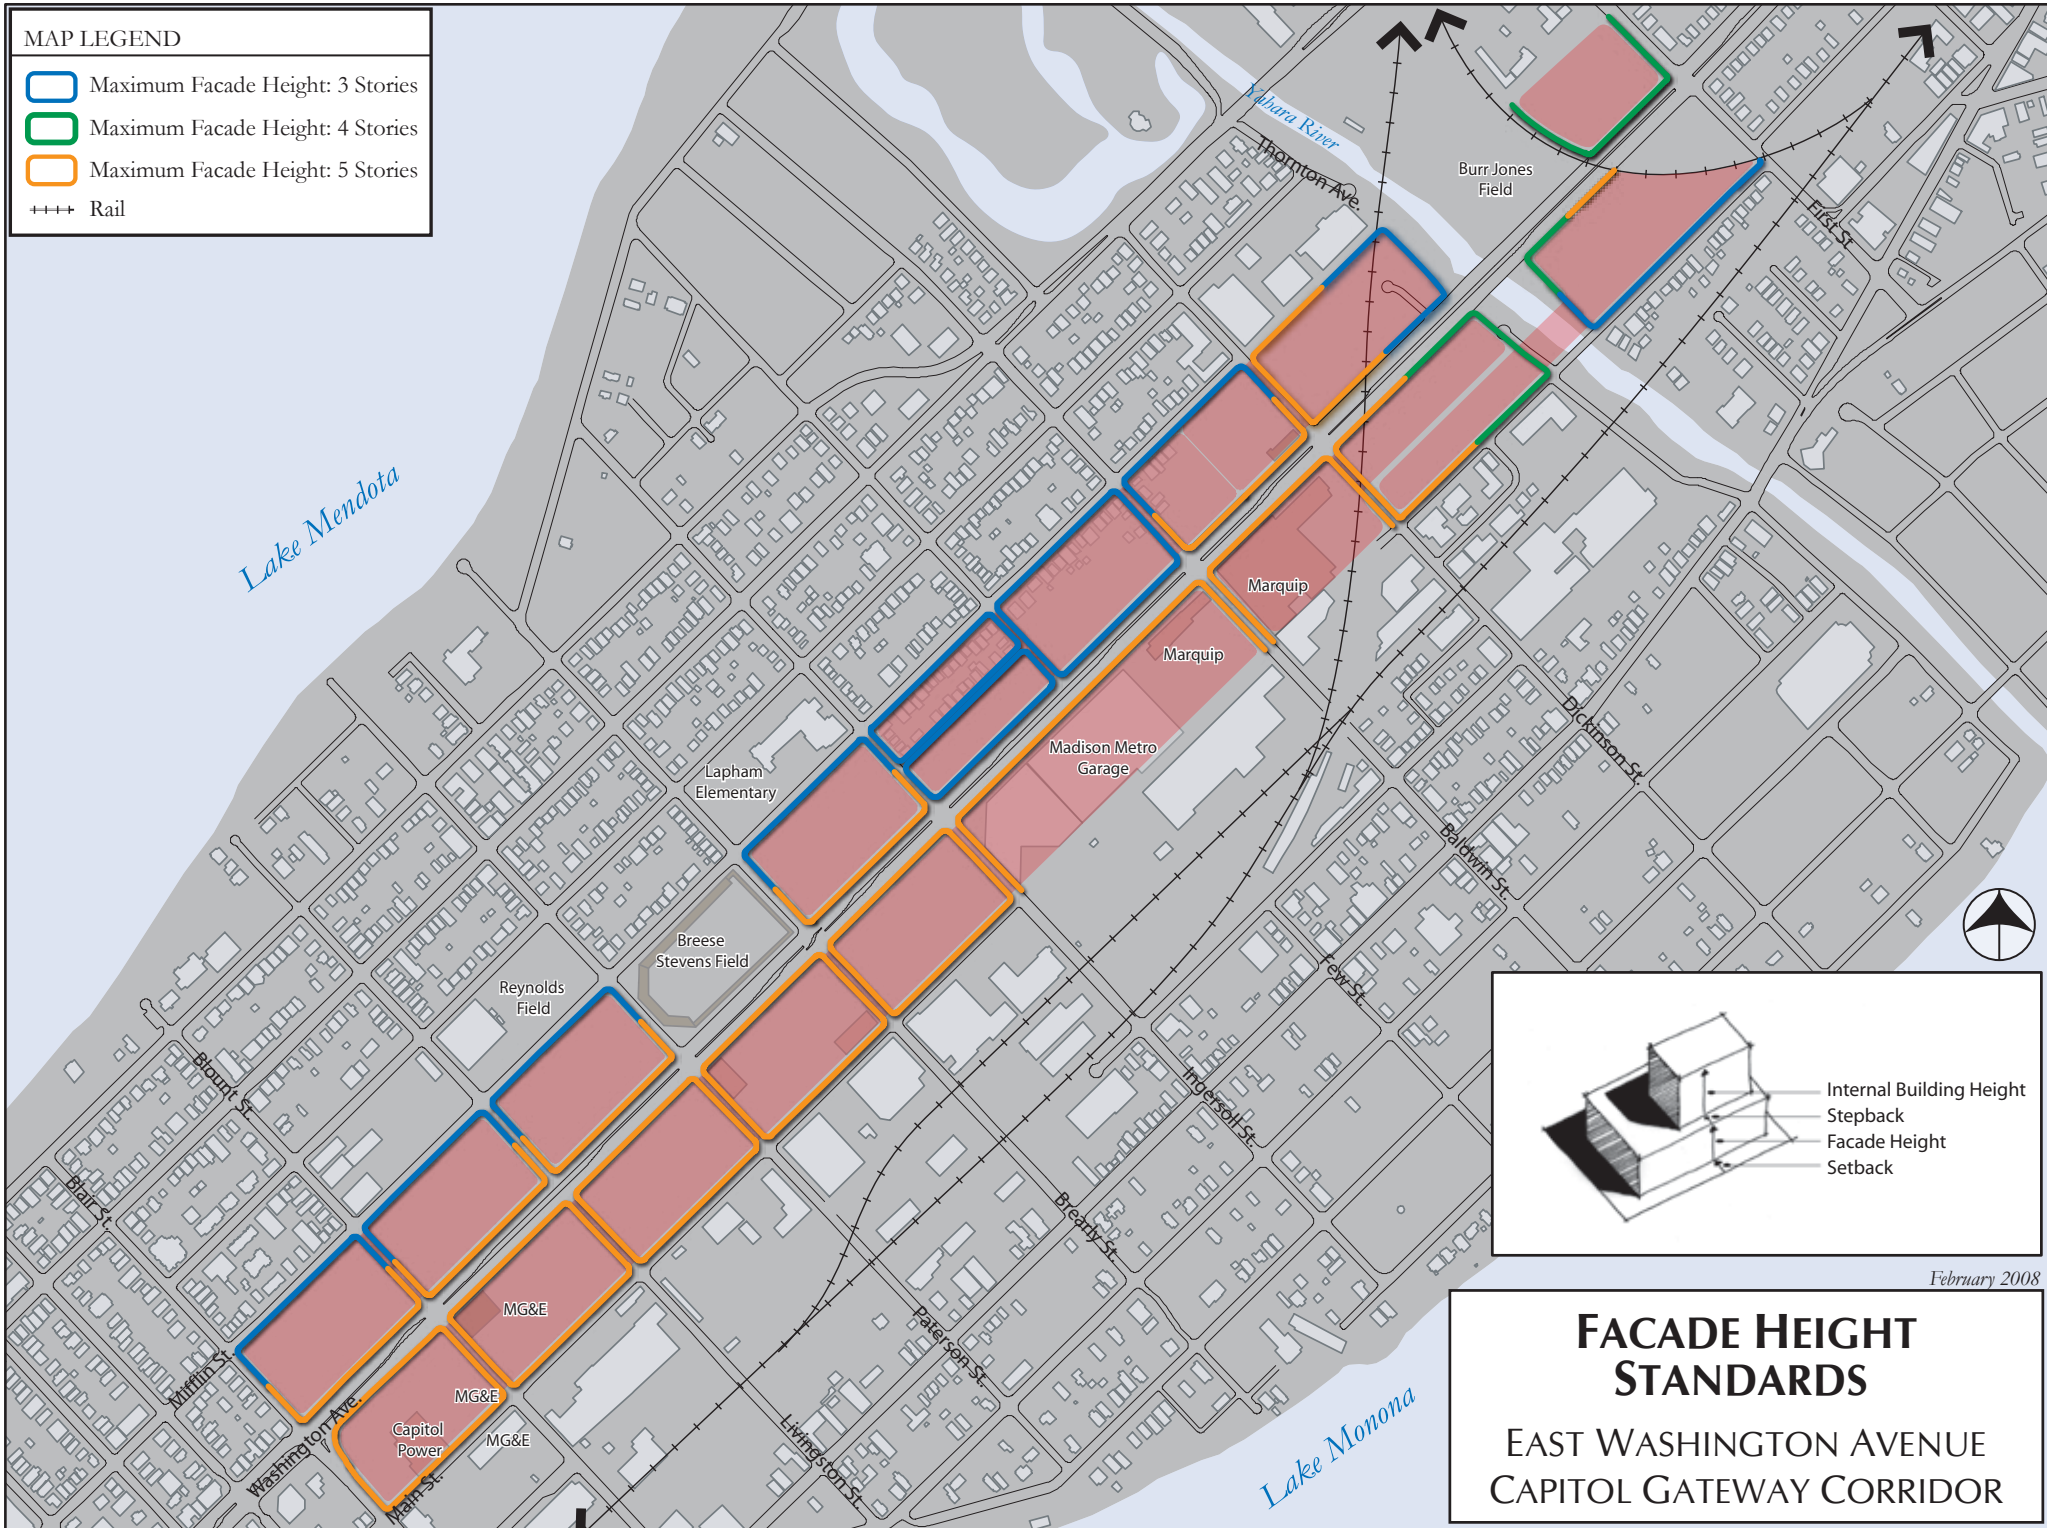 MAP LEGEND
Maximum Facade Height: 3 Stories
Maximum Facade Height: 4 Stories
Maximum Facade Height: 5 Stories
Rail
Yahara River
Thornton Ave.
Burr Jones
Field
First St
Lake Mendota
Marquip
Marquip
Madison Metro
Garage
Dickinson St.
Lapham
Elementary
Baldwin St.
Breese
Stevens Field
Few St.
Reynolds
Field
Blount St.
Ingersoll St.
Blair St.
Brearly St.
MG&E
Paterson St.
Mifflin St.
MG&E
Capitol
Power
MG&E
Washington Ave.
Main St.
Livingston St.
Lake Monona
Internal Building Height
Stepback
Facade Height
Setback
February 2008
FACADE HEIGHT
STANDARDS
EAST WASHINGTON AVENUE
CAPITOL GATEWAY CORRIDOR